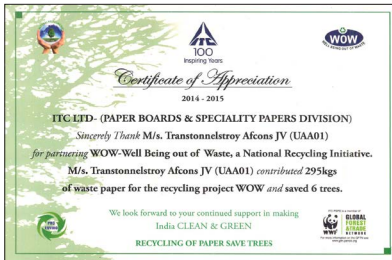 ITC
100
Inspiring Years
WOW
WELL BEING OUT OF WASTE
Certificate of Appreciation
2014 - 2015
ITC LTD- (PAPER BOARDS & SPECIALITY PAPERS DIVISION)
Sincerely Thank M/s. Transtonnelstroy Afcons JV (UAA01)
for partnering WOW-Well Being out of Waste, a National Recycling Initiative.
M/s. Transtonnelstroy Afcons JV (UAA01) contributed 295kgs
of waste paper for the recycling project WOW and saved 6 trees.
We look forward to your continued support in making
India CLEAN & GREEN
RECYCLING OF PAPER SAVE TREES
WWF
GLOBAL
FOREST
& TRADE
NETWORK